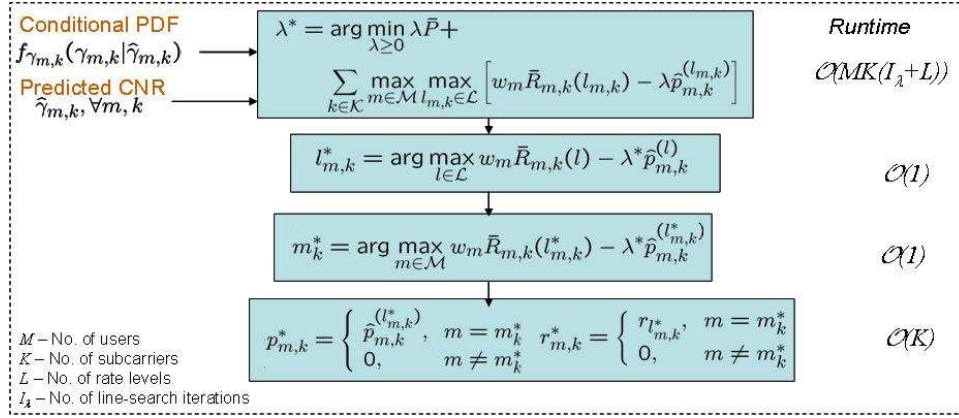 Conditional PDF
f_{γ_{m,k}}(γ_{m,k}|γ̂_{m,k})
Predicted CNR
γ̂_{m,k}, ∀m, k
λ* = arg min_{λ≥0} λP̄+
∑_{k∈𝒦} max_{m∈ℳ} max_{l_{m,k}∈ℒ} [w_m R̄_{m,k}(l_{m,k}) − λp̂_{m,k}^{(l_{m,k})}]
Runtime
𝒪(MK(I_λ+L))
l*_{m,k} = arg max_{l∈ℒ} w_m R̄_{m,k}(l) − λ*p̂_{m,k}^{(l)}
𝒪(1)
m*_k = arg max_{m∈ℳ} w_m R̄_{m,k}(l*_{m,k}) − λ*p̂_{m,k}^{(l*_{m,k})}
𝒪(1)
p*_{m,k} = { p̂_{m,k}^{(l*_{m,k})}, m = m*_k
0, m ≠ m*_k
r*_{m,k} = { r_{l*_{m,k}}, m = m*_k
0, m ≠ m*_k
𝒪(K)
M – No. of users
K – No. of subcarriers
L – No. of rate levels
I_λ – No. of line-search iterations